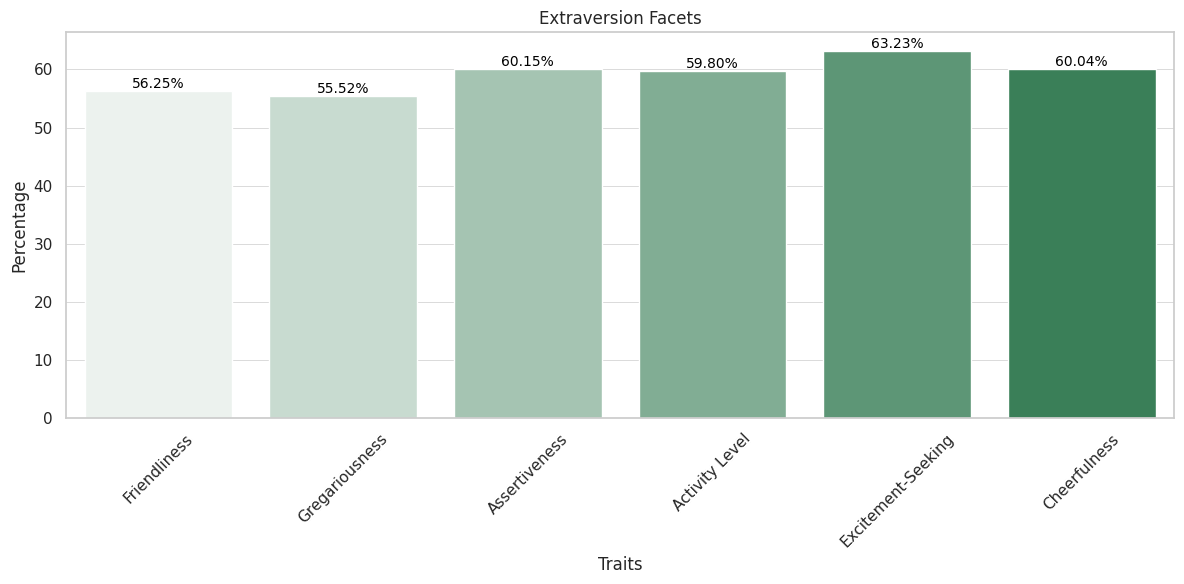 Extraversion Facets
Percentage
60
50
40
30
20
10
0
56.25%
55.52%
60.15%
59.80%
63.23%
60.04%
Friendliness
Gregariousness
Assertiveness
Activity Level
Excitement-Seeking
Cheerfulness
Traits